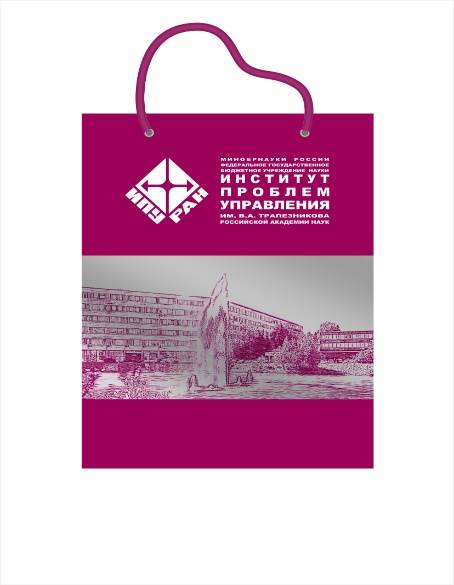 ИПУ РАН
МИНОБРНАУКИ РОССИИ
ФЕДЕРАЛЬНОЕ ГОСУДАРСТВЕННОЕ
БЮДЖЕТНОЕ УЧРЕЖДЕНИЕ НАУКИ
ИНСТИТУТ
ПРОБЛЕМ
УПРАВЛЕНИЯ
ИМ. В.А. ТРАПЕЗНИКОВА
РОССИЙСКОЙ АКАДЕМИИ НАУК